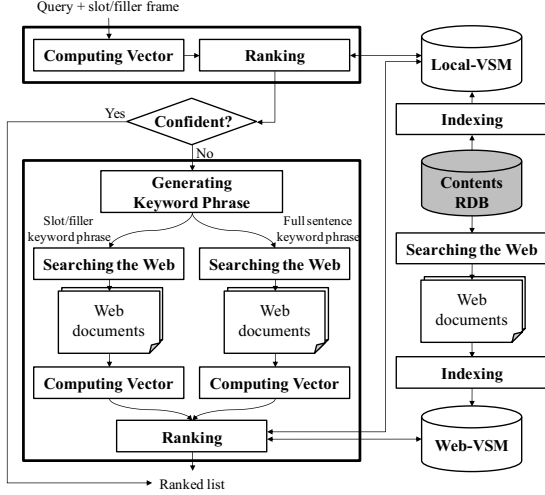 Query + slot/filler frame
Computing Vector
Ranking
Local-VSM
Yes
Confident?
Indexing
No
Generating
Keyword Phrase
Contents
RDB
Slot/filler
keyword phrase
Full sentence
keyword phrase
Searching the Web
Searching the Web
Searching the Web
Web
documents
Web
documents
Web
documents
Computing Vector
Computing Vector
Indexing
Ranking
Web-VSM
Ranked list